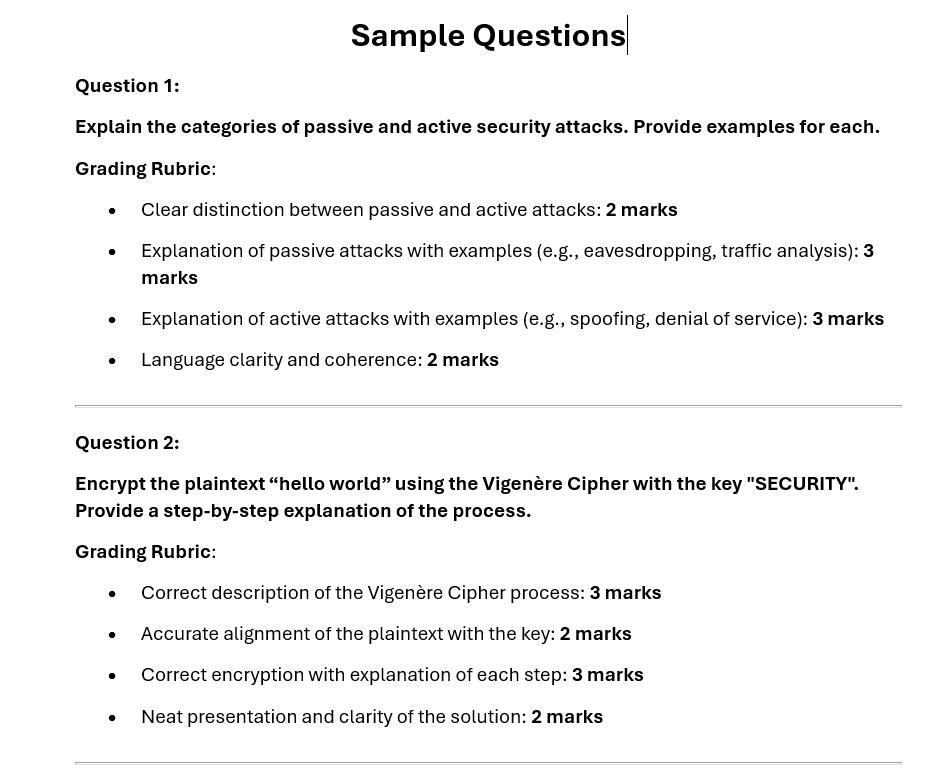 Sample Questions
Question 1:
Explain the categories of passive and active security attacks. Provide examples for each.
Grading Rubric:
• Clear distinction between passive and active attacks: 2 marks
• Explanation of passive attacks with examples (e.g., eavesdropping, traffic analysis): 3
marks
• Explanation of active attacks with examples (e.g., spoofing, denial of service): 3 marks
• Language clarity and coherence: 2 marks
Question 2:
Encrypt the plaintext “hello world” using the Vigenère Cipher with the key "SECURITY".
Provide a step-by-step explanation of the process.
Grading Rubric:
• Correct description of the Vigenère Cipher process: 3 marks
• Accurate alignment of the plaintext with the key: 2 marks
• Correct encryption with explanation of each step: 3 marks
• Neat presentation and clarity of the solution: 2 marks